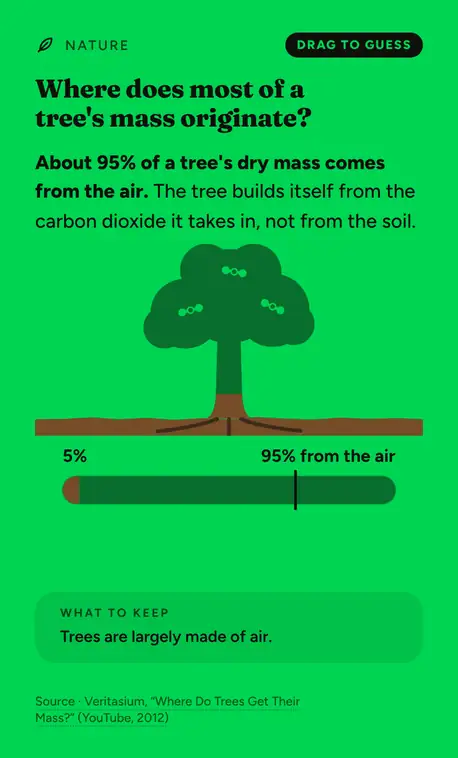 NATURE
DRAG TO GUESS
Where does most of a
tree's mass originate?
About 95% of a tree's dry mass comes
from the air. The tree builds itself from the
carbon dioxide it takes in, not from the soil.
5%
95% from the air
WHAT TO KEEP
Trees are largely made of air.
Source · Veritasium, “Where Do Trees Get Their
Mass?” (YouTube, 2012)